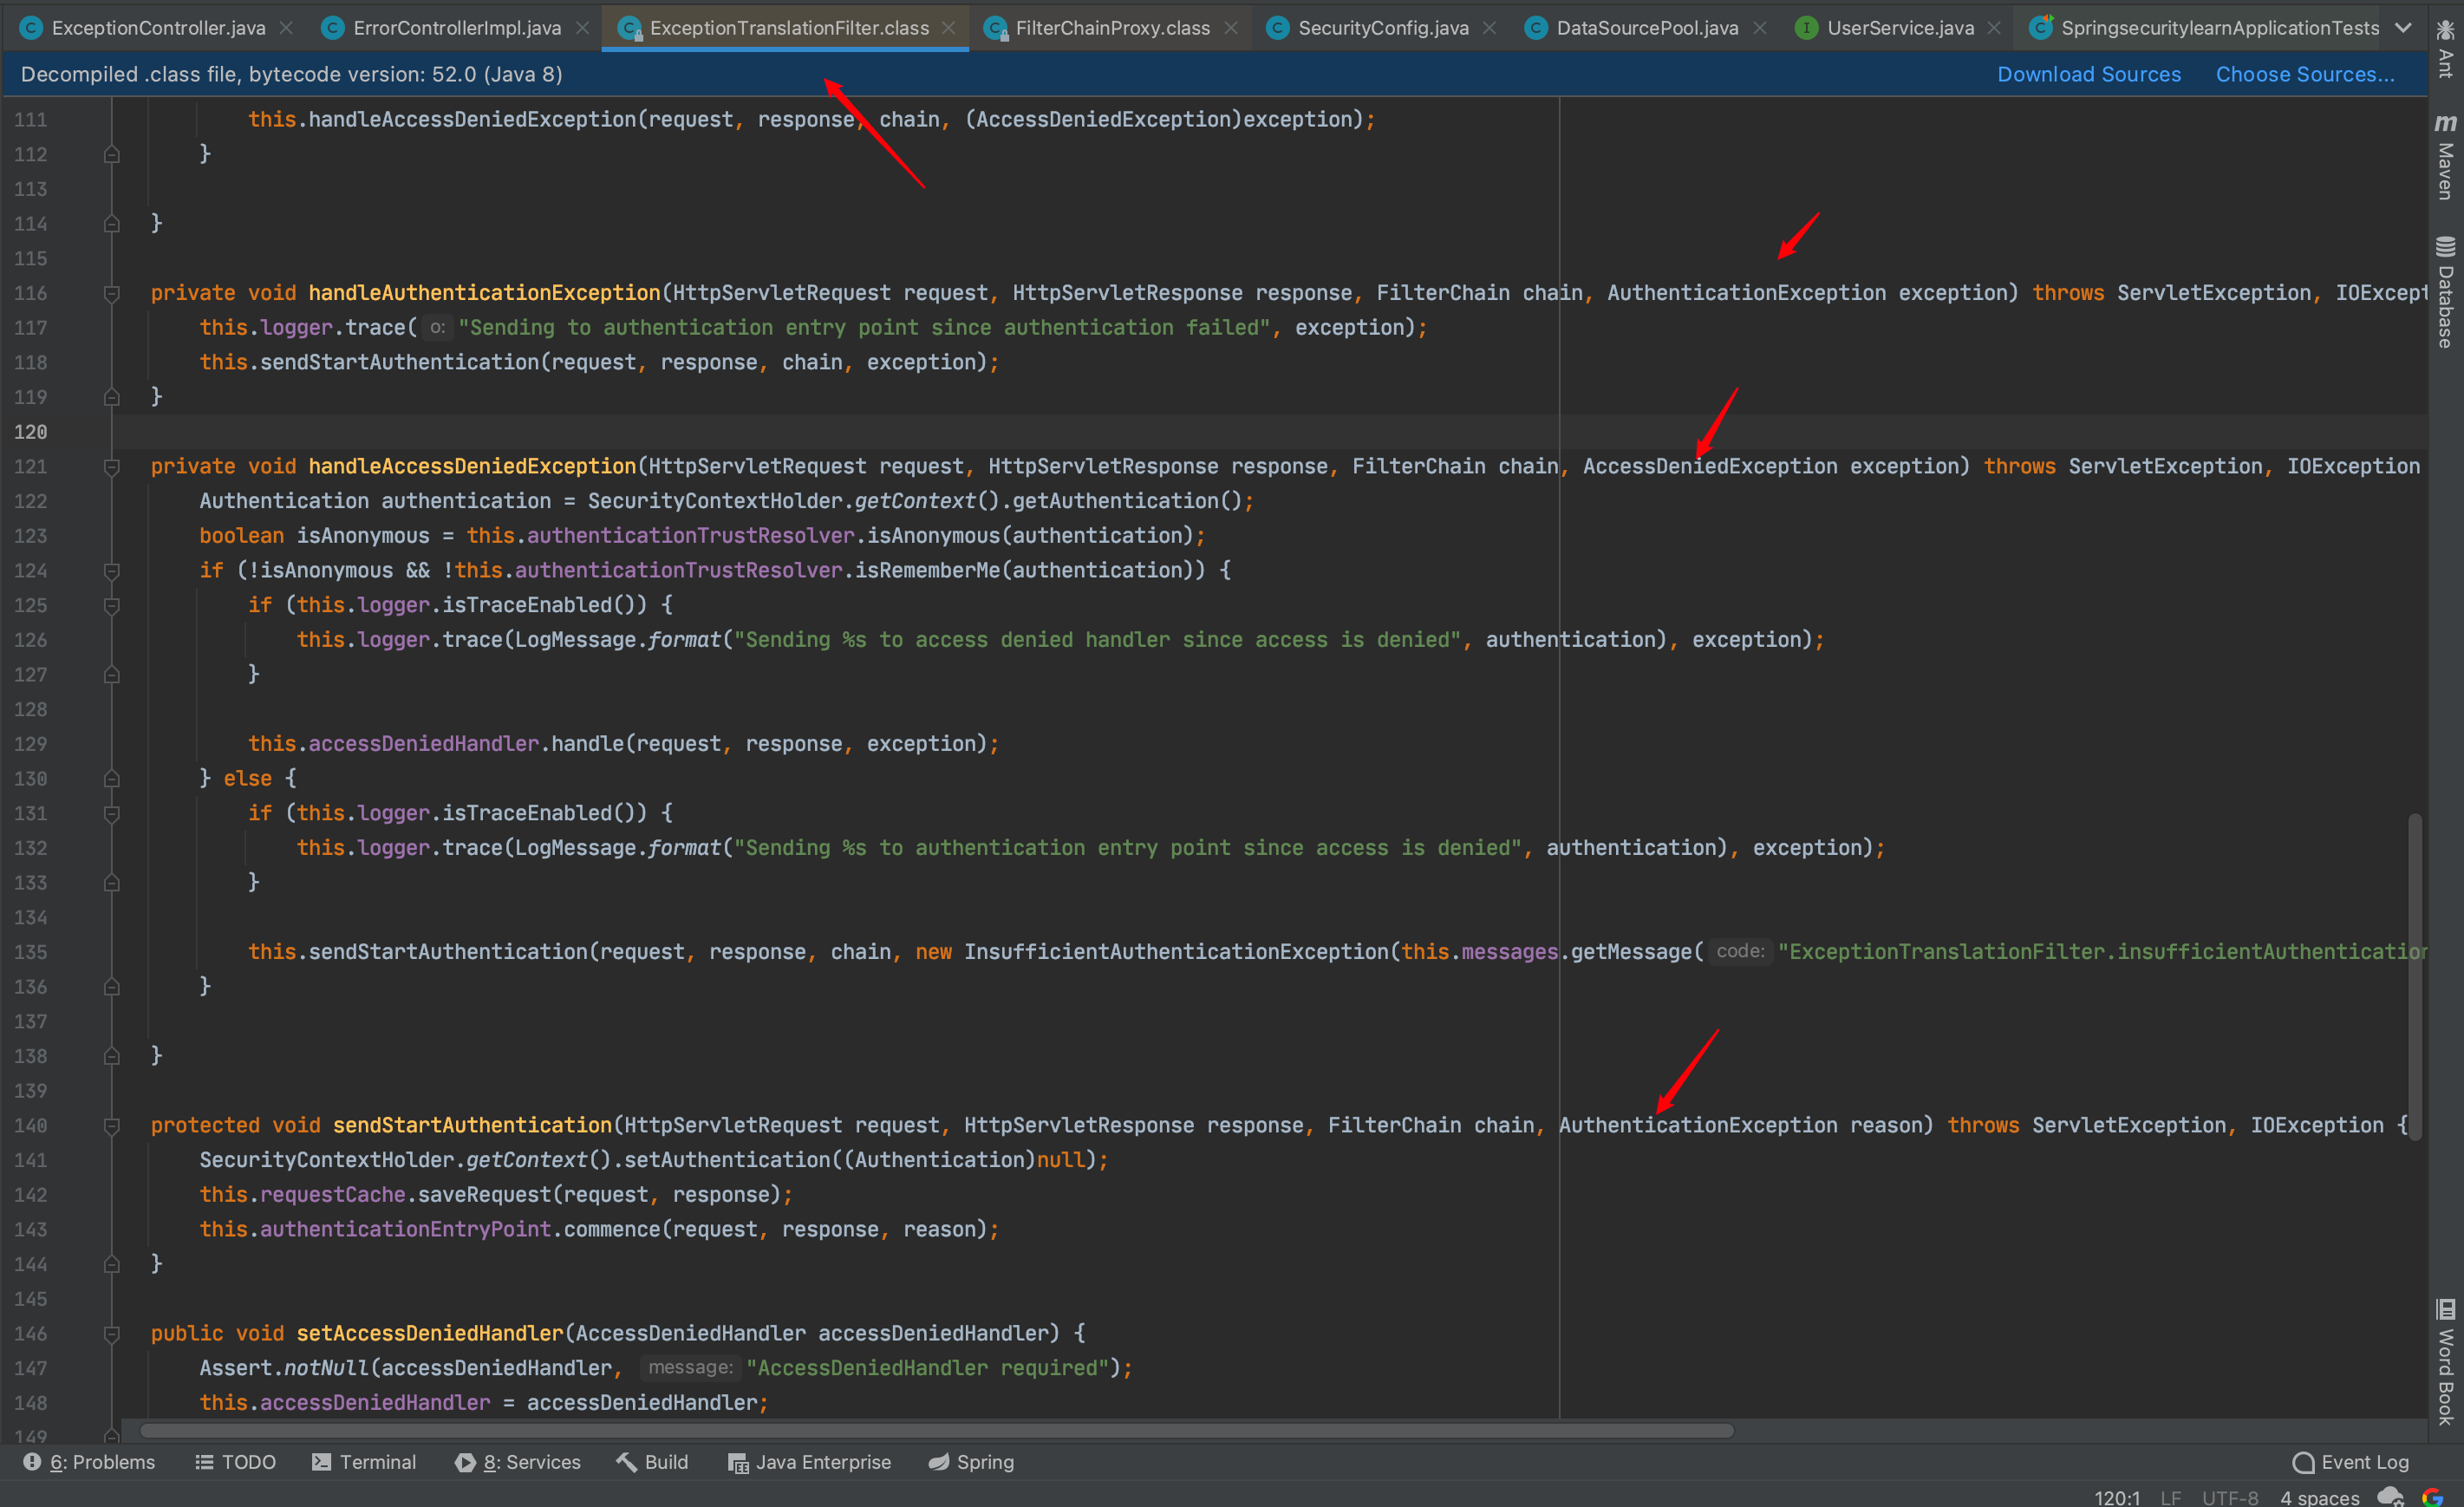 ExceptionController.java ErrorControllerImpl.java ExceptionTranslationFilter.class FilterChainProxy.class SecurityConfig.java DataSourcePool.java UserService.java SpringsecuritylearnApplicationTests
Decompiled .class file, bytecode version: 52.0 (Java 8) Download Sources Choose Sources...
111 this.handleAccessDeniedException(request, response, chain, (AccessDeniedException)exception);
112 }
113
114 }
115
116 private void handleAuthenticationException(HttpServletRequest request, HttpServletResponse response, FilterChain chain, AuthenticationException exception) throws ServletException, IOExcept
117 this.logger.trace( o: "Sending to authentication entry point since authentication failed", exception);
118 this.sendStartAuthentication(request, response, chain, exception);
119 }
120
121 private void handleAccessDeniedException(HttpServletRequest request, HttpServletResponse response, FilterChain chain, AccessDeniedException exception) throws ServletException, IOException
122 Authentication authentication = SecurityContextHolder.getContext().getAuthentication();
123 boolean isAnonymous = this.authenticationTrustResolver.isAnonymous(authentication);
124 if (!isAnonymous && !this.authenticationTrustResolver.isRememberMe(authentication)) {
125 if (this.logger.isTraceEnabled()) {
126 this.logger.trace(LogMessage.format("Sending %s to access denied handler since access is denied", authentication), exception);
127 }
128
129 this.accessDeniedHandler.handle(request, response, exception);
130 } else {
131 if (this.logger.isTraceEnabled()) {
132 this.logger.trace(LogMessage.format("Sending %s to authentication entry point since access is denied", authentication), exception);
133 }
134
135 this.sendStartAuthentication(request, response, chain, new InsufficientAuthenticationException(this.messages.getMessage( code: "ExceptionTranslationFilter.insufficientAuthentication
136 }
137
138 }
139
140 protected void sendStartAuthentication(HttpServletRequest request, HttpServletResponse response, FilterChain chain, AuthenticationException reason) throws ServletException, IOException {
141 SecurityContextHolder.getContext().setAuthentication((Authentication)null);
142 this.requestCache.saveRequest(request, response);
143 this.authenticationEntryPoint.commence(request, response, reason);
144 }
145
146 public void setAccessDeniedHandler(AccessDeniedHandler accessDeniedHandler) {
147 Assert.notNull(accessDeniedHandler, message: "AccessDeniedHandler required");
148 this.accessDeniedHandler = accessDeniedHandler;
149
Ant
Maven
Database
Word Book
6: Problems TODO Terminal 8: Services Build Java Enterprise Spring Event Log
120:1 LF UTF-8 4 spaces